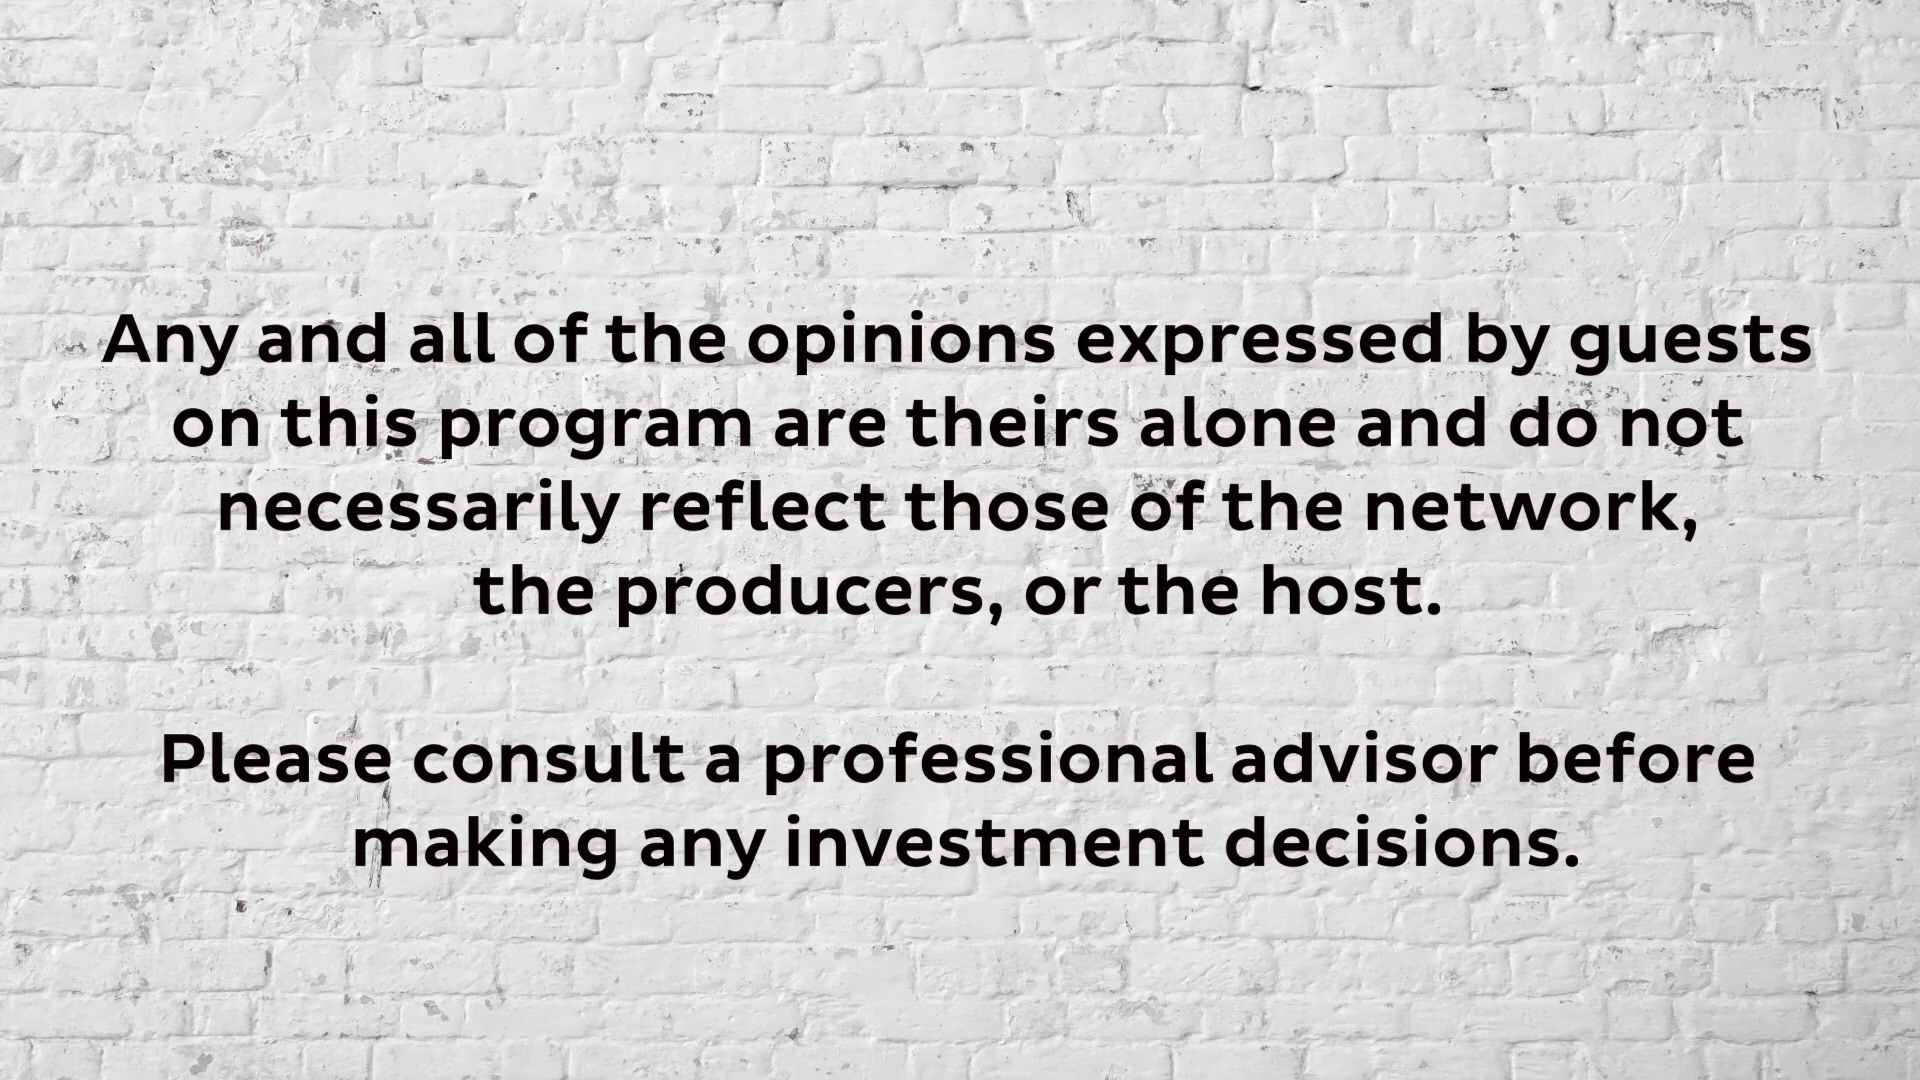 Any and all of the opinions expressed by guests
on this program are theirs alone and do not
necessarily reflect those of the network,
the producers, or the host.
Please consult a professional advisor before
making any investment decisions.